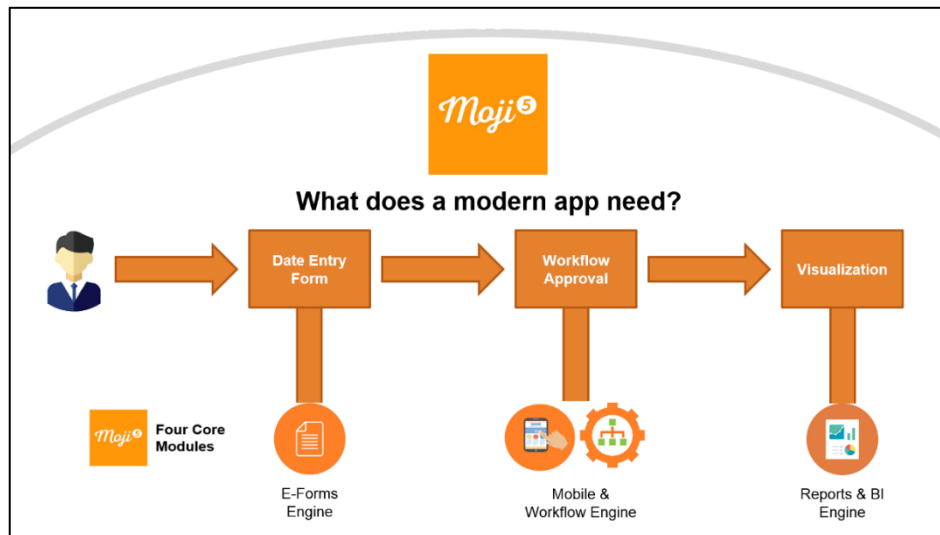 Moji5
What does a modern app need?
Date Entry
Form
Workflow
Approval
Visualization
Moji5
Four Core
Modules
E-Forms
Engine
Mobile &
Workflow Engine
Reports & BI
Engine